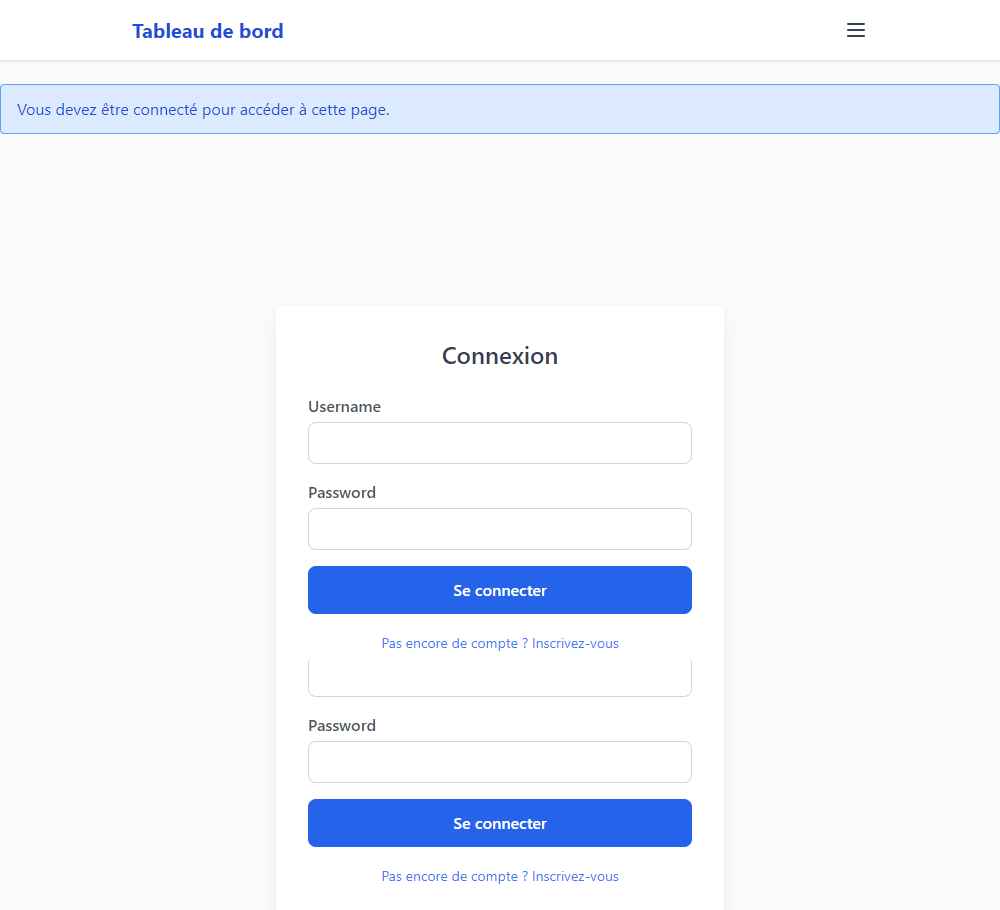 Tableau de bord
Vous devez être connecté pour accéder à cette page.
Connexion
Username
Password
Se connecter
Pas encore de compte ? Inscrivez-vous
Password
Se connecter
Pas encore de compte ? Inscrivez-vous